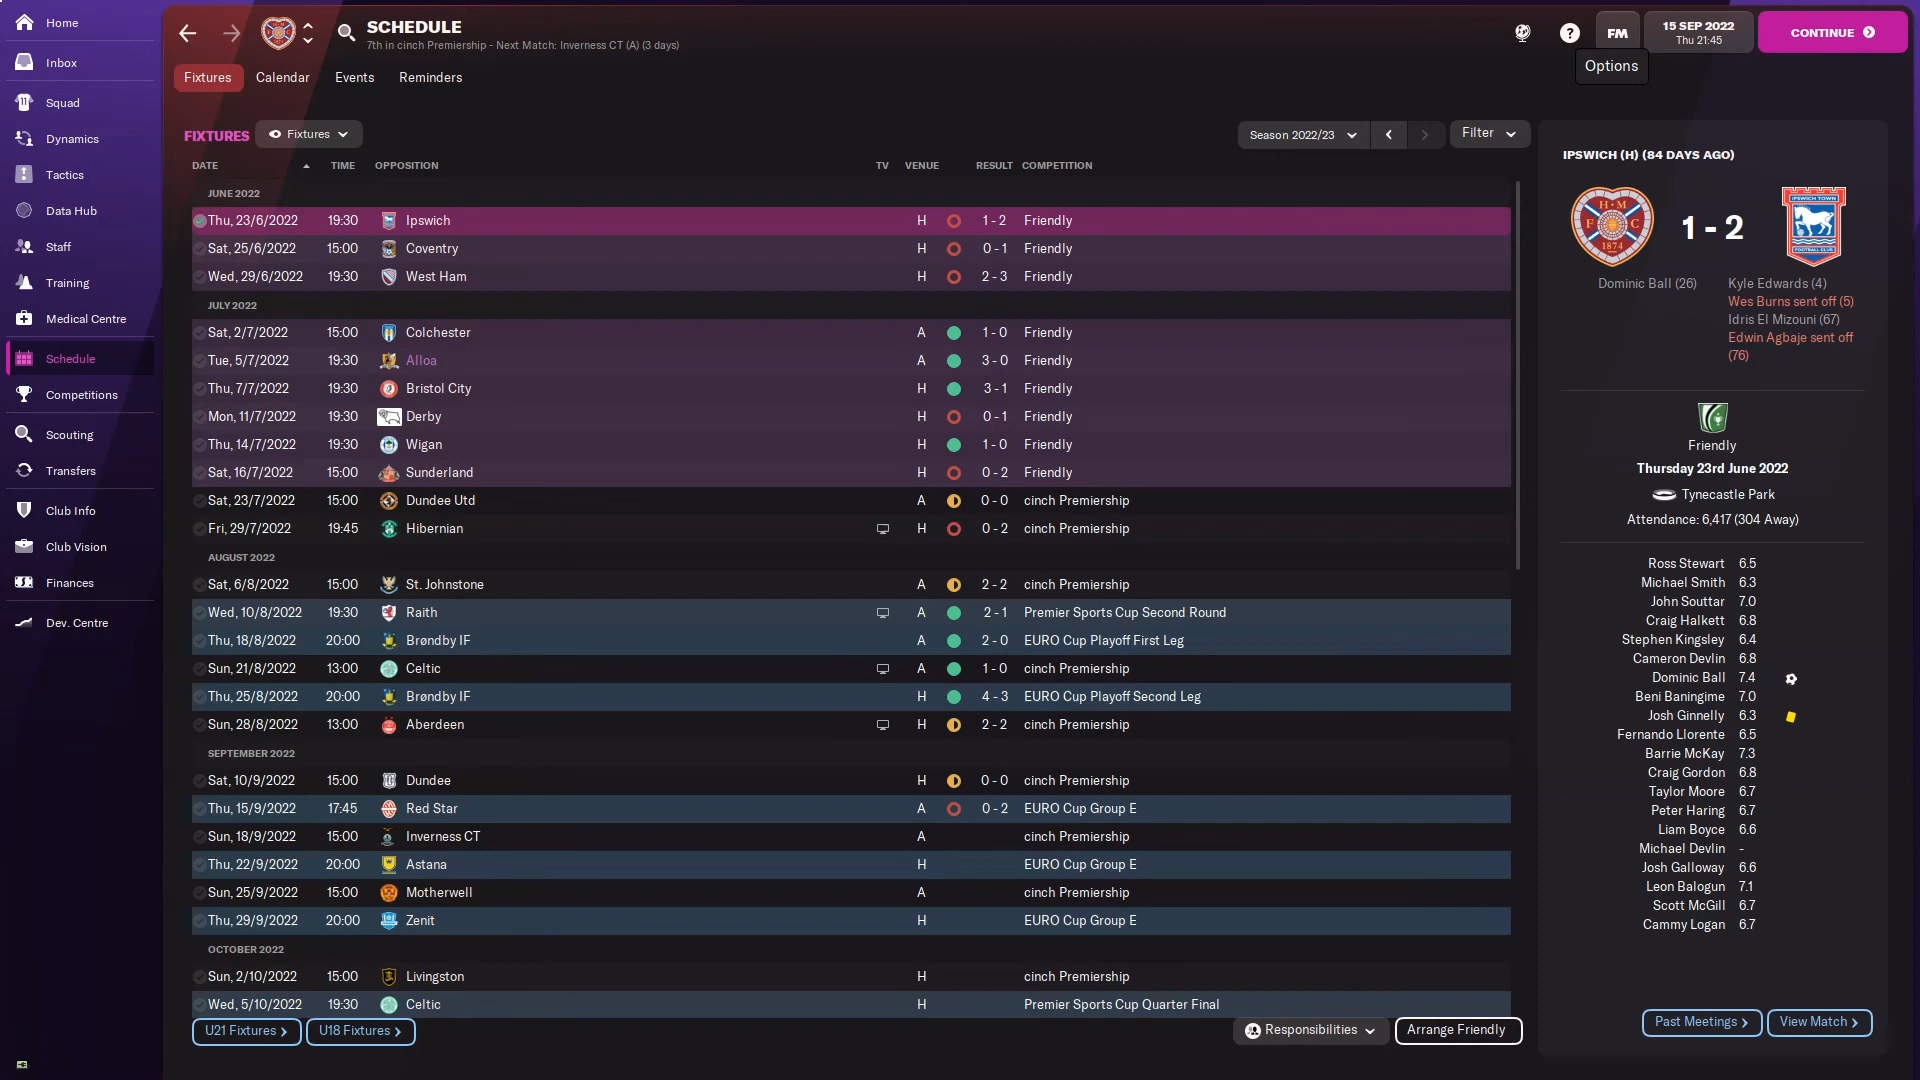 Home
Inbox
Squad
Dynamics
Tactics
Data Hub
Staff
Training
Medical Centre
Schedule
Competitions
Scouting
Transfers
Club Info
Club Vision
Finances
Dev. Centre
SCHEDULE
7th in cinch Premiership - Next Match: Inverness CT (A) (3 days)
FM
15 SEP 2022
Thu 21:45
CONTINUE
Options
Fixtures Calendar Events Reminders
FIXTURES Fixtures Season 2022/23 Filter
DATE TIME OPPOSITION TV VENUE RESULT COMPETITION
JUNE 2022
Thu, 23/6/2022 19:30 Ipswich H 1 - 2 Friendly
Sat, 25/6/2022 15:00 Coventry H 0 - 1 Friendly
Wed, 29/6/2022 19:30 West Ham H 2 - 3 Friendly
JULY 2022
Sat, 2/7/2022 15:00 Colchester A 1 - 0 Friendly
Tue, 5/7/2022 19:30 Alloa A 3 - 0 Friendly
Thu, 7/7/2022 19:30 Bristol City H 3 - 1 Friendly
Mon, 11/7/2022 19:30 Derby H 0 - 1 Friendly
Thu, 14/7/2022 19:30 Wigan H 1 - 0 Friendly
Sat, 16/7/2022 15:00 Sunderland H 0 - 2 Friendly
Sat, 23/7/2022 15:00 Dundee Utd A 0 - 0 cinch Premiership
Fri, 29/7/2022 19:45 Hibernian H 0 - 2 cinch Premiership
AUGUST 2022
Sat, 6/8/2022 15:00 St. Johnstone A 2 - 2 cinch Premiership
Wed, 10/8/2022 19:30 Raith A 2 - 1 Premier Sports Cup Second Round
Thu, 18/8/2022 20:00 Brøndby IF A 2 - 0 EURO Cup Playoff First Leg
Sun, 21/8/2022 13:00 Celtic A 1 - 0 cinch Premiership
Thu, 25/8/2022 20:00 Brøndby IF H 4 - 3 EURO Cup Playoff Second Leg
Sun, 28/8/2022 13:00 Aberdeen H 2 - 2 cinch Premiership
SEPTEMBER 2022
Sat, 10/9/2022 15:00 Dundee H 0 - 0 cinch Premiership
Thu, 15/9/2022 17:45 Red Star A 0 - 2 EURO Cup Group E
Sun, 18/9/2022 15:00 Inverness CT A cinch Premiership
Thu, 22/9/2022 20:00 Astana H EURO Cup Group E
Sun, 25/9/2022 15:00 Motherwell A cinch Premiership
Thu, 29/9/2022 20:00 Zenit H EURO Cup Group E
OCTOBER 2022
Sun, 2/10/2022 15:00 Livingston H cinch Premiership
Wed, 5/10/2022 19:30 Celtic H Premier Sports Cup Quarter Final
U21 Fixtures U18 Fixtures Responsibilities Arrange Friendly
IPSWICH (H) (84 DAYS AGO)
H M
F C
1874
1 - 2
IPSWICH TOWN
FOOTBALL CLUB
Dominic Ball (26)
Kyle Edwards (4)
Wes Burns sent off (5)
Idris El Mizouni (67)
Edwin Agbaje sent off
(76)
Friendly
Thursday 23rd June 2022
Tynecastle Park
Attendance: 6,417 (304 Away)
Ross Stewart 6.5
Michael Smith 6.3
John Souttar 7.0
Craig Halkett 6.8
Stephen Kingsley 6.4
Cameron Devlin 6.8
Dominic Ball 7.4
Beni Baningime 7.0
Josh Ginnelly 6.3
Fernando Llorente 6.5
Barrie McKay 7.3
Craig Gordon 6.8
Taylor Moore 6.7
Peter Haring 6.7
Liam Boyce 6.6
Michael Devlin -
Josh Galloway 6.6
Leon Balogun 7.1
Scott McGill 6.7
Cammy Logan 6.7
Past Meetings View Match